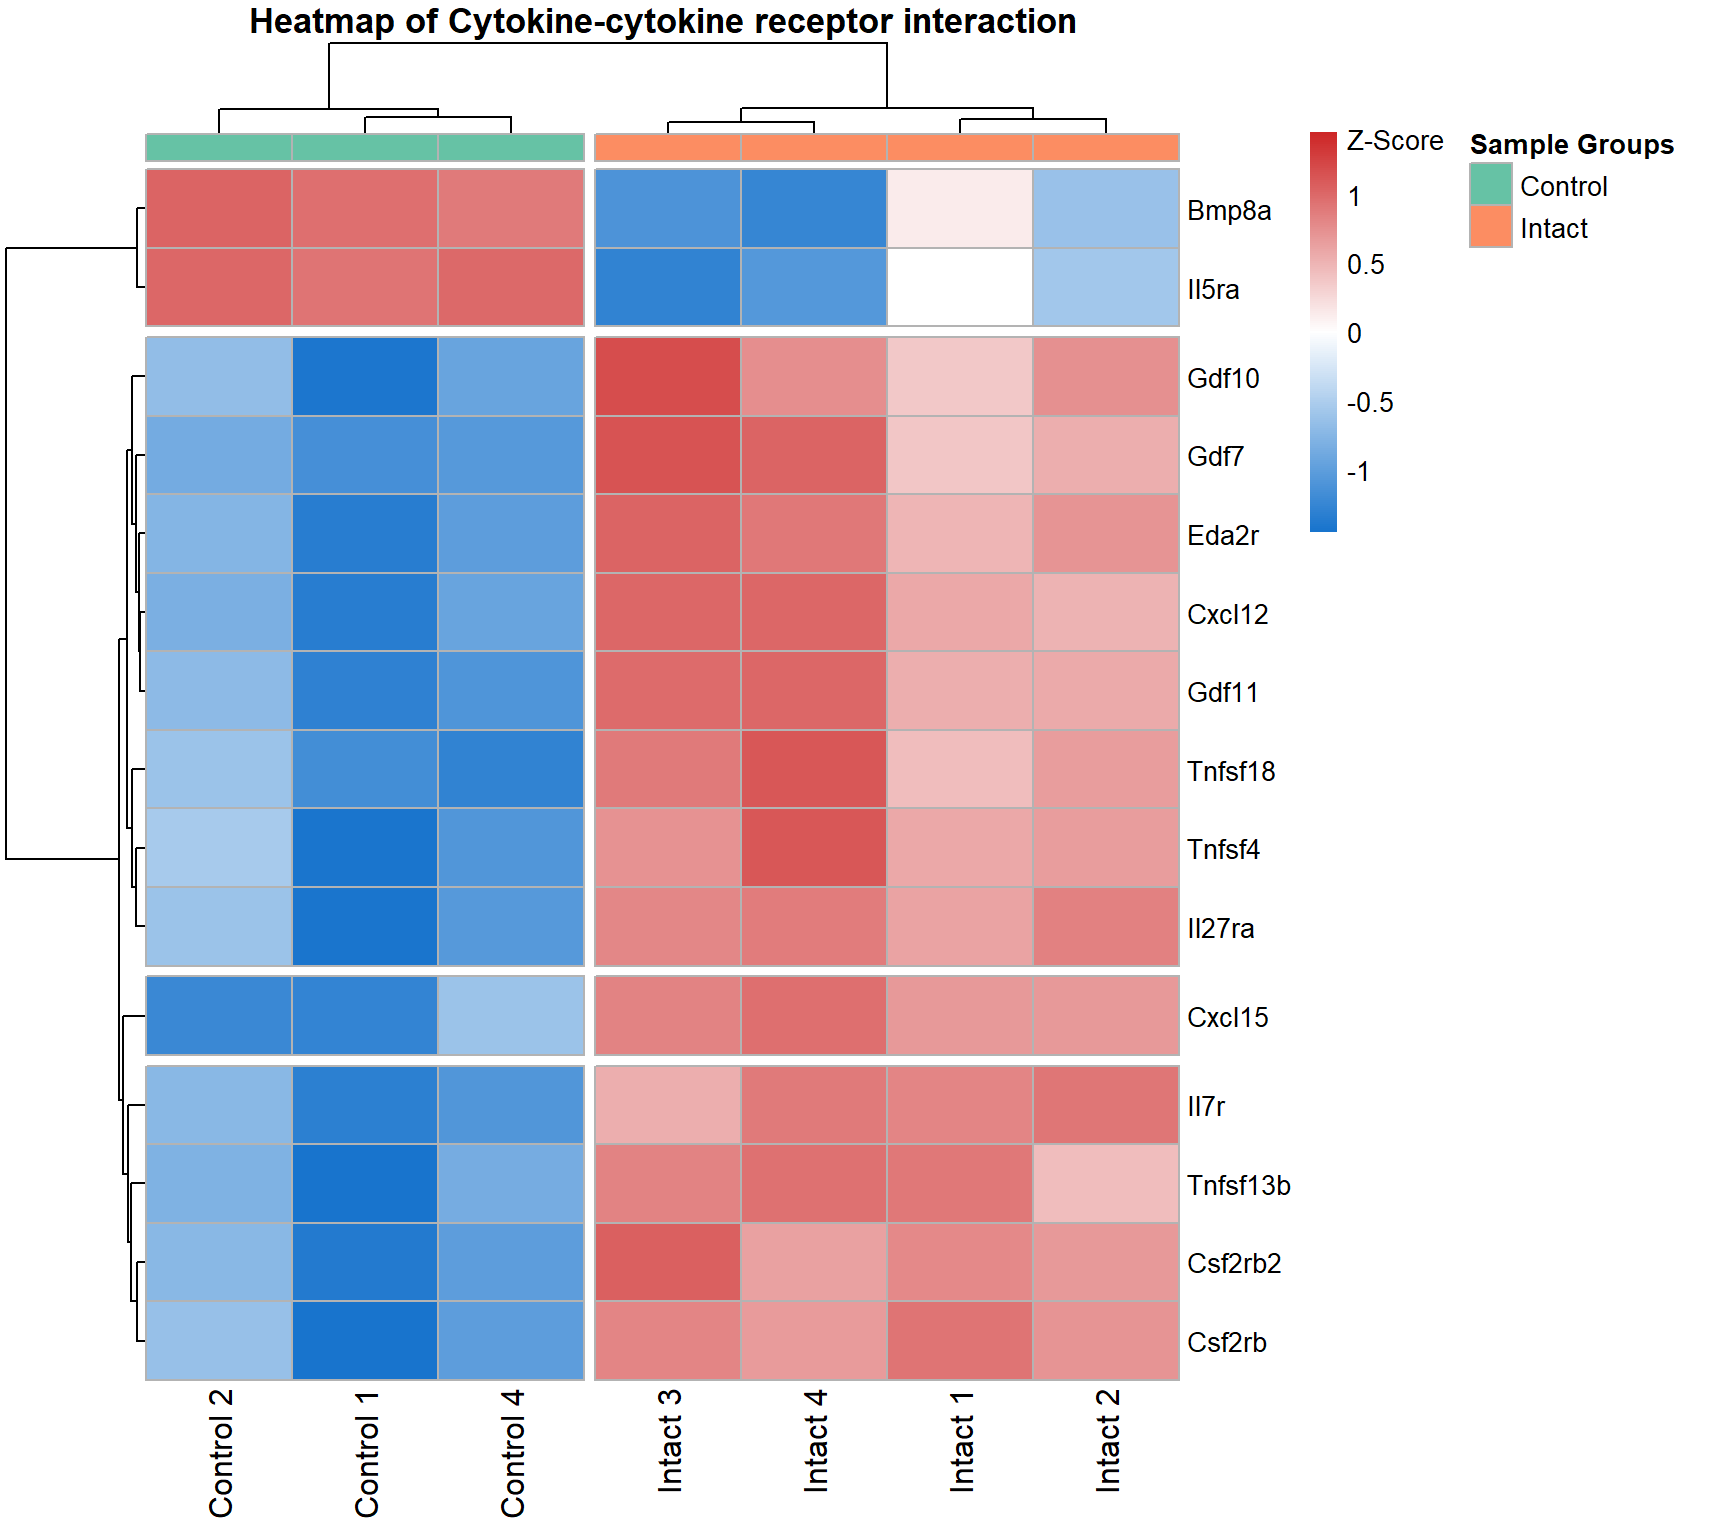 Heatmap of Cytokine-cytokine receptor interaction
Z-Score
1
0.5
0
-0.5
-1
Sample Groups
Control
Intact
Bmp8a
Il5ra
Gdf10
Gdf7
Eda2r
Cxcl12
Gdf11
Tnfsf18
Tnfsf4
Il27ra
Cxcl15
Il7r
Tnfsf13b
Csf2rb2
Csf2rb
Control 2
Control 1
Control 4
Intact 3
Intact 4
Intact 1
Intact 2